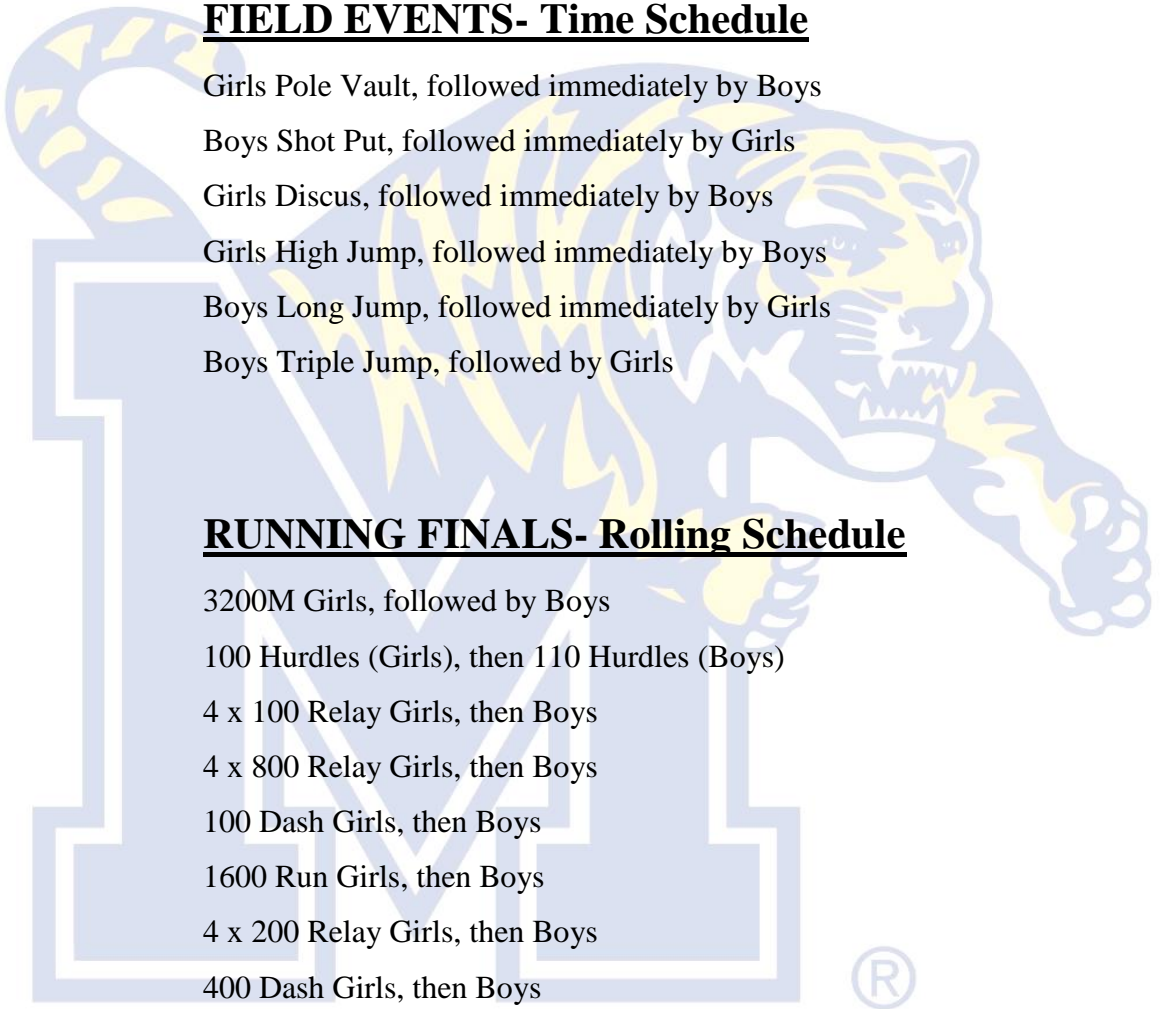 FIELD EVENTS- Time Schedule
Girls Pole Vault, followed immediately by Boys
Boys Shot Put, followed immediately by Girls
Girls Discus, followed immediately by Boys
Girls High Jump, followed immediately by Boys
Boys Long Jump, followed immediately by Girls
Boys Triple Jump, followed by Girls
RUNNING FINALS- Rolling Schedule
3200M Girls, followed by Boys
100 Hurdles (Girls), then 110 Hurdles (Boys)
4 x 100 Relay Girls, then Boys
4 x 800 Relay Girls, then Boys
100 Dash Girls, then Boys
1600 Run Girls, then Boys
4 x 200 Relay Girls, then Boys
400 Dash Girls, then Boys
M
®